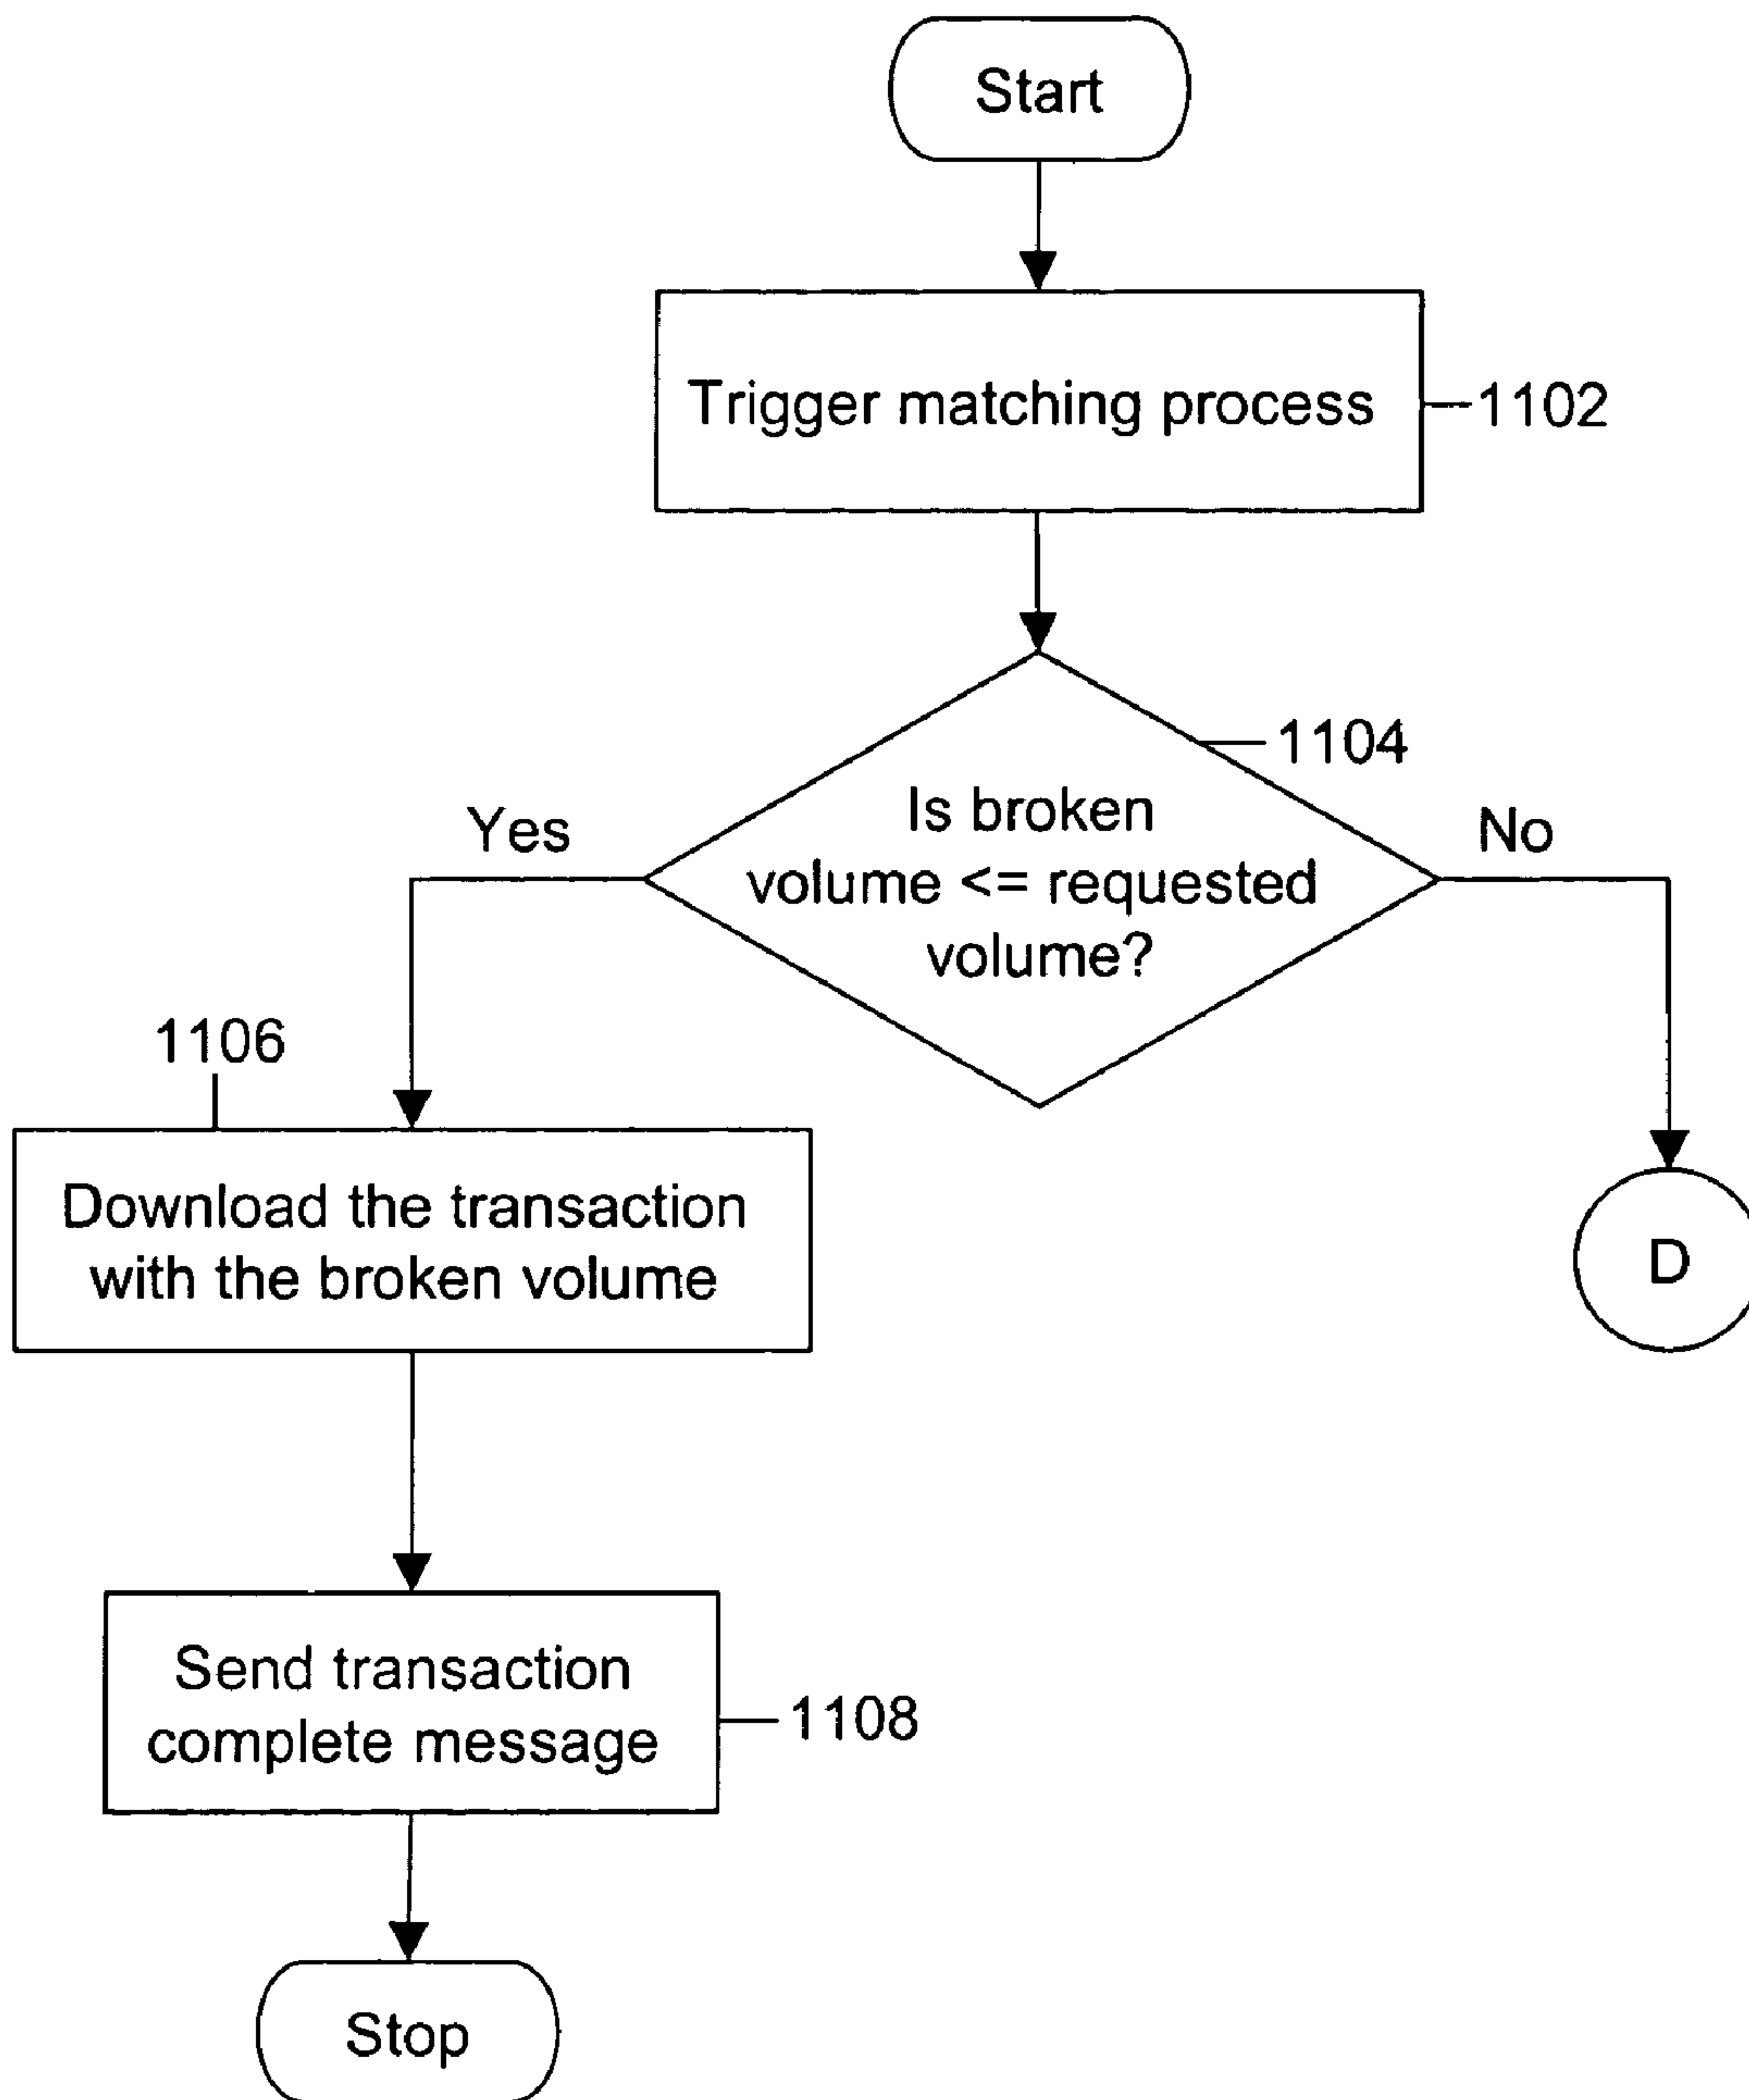 Start
Trigger matching process
1102
1104
Is broken
volume <= requested
volume?
Yes
No
1106
Download the transaction
with the broken volume
D
Send transaction
complete message
1108
Stop